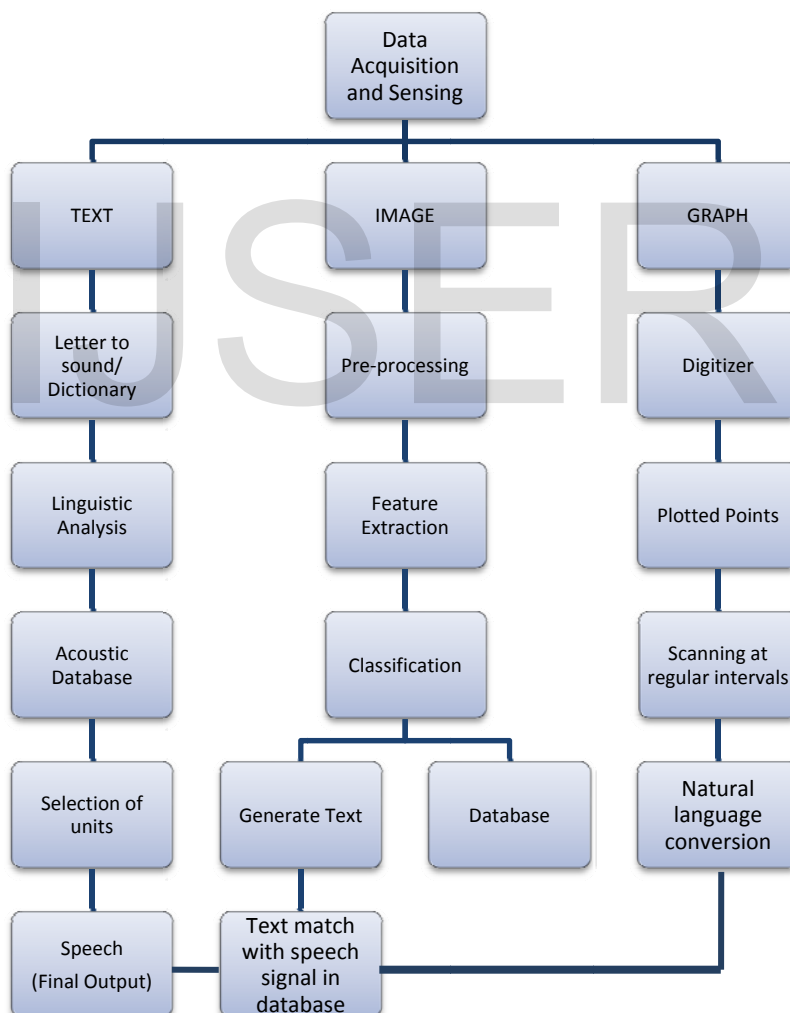 Data
Acquisition
and Sensing
TEXT
IMAGE
GRAPH
Letter to
sound/
Dictionary
Pre-processing
Digitizer
Linguistic
Analysis
Feature
Extraction
Plotted Points
Acoustic
Database
Classification
Scanning at
regular intervals
Selection of
units
Generate Text
Database
Natural
language
conversion
Speech
(Final Output)
Text match
with speech
signal in
database
IJSER